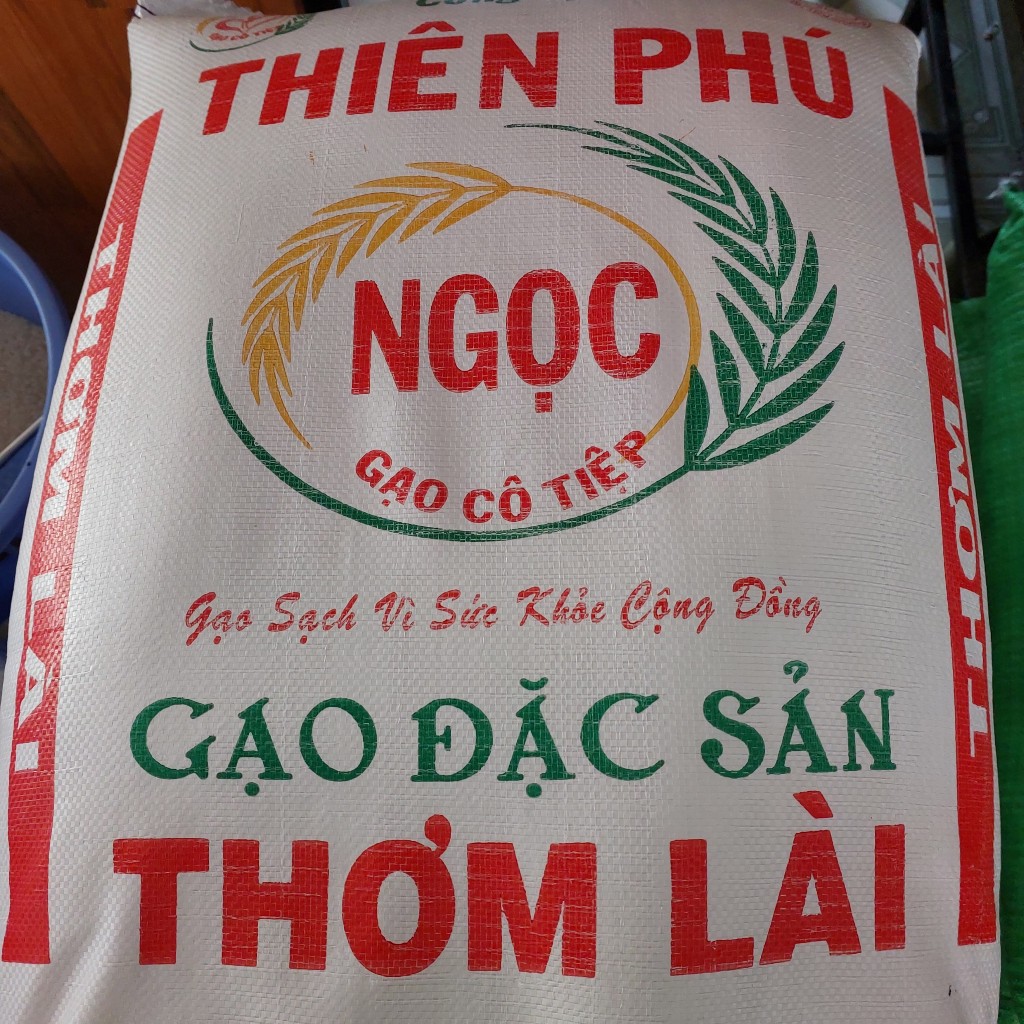 THIÊN PHÚ
NGỌC
GẠO CÔ TIỆP
Gạo Sạch Vì Sức Khỏe Cộng Đồng
GẠO ĐẶC SẢN
THƠM LÀI
THƠM LÀI
THƠM LÀI